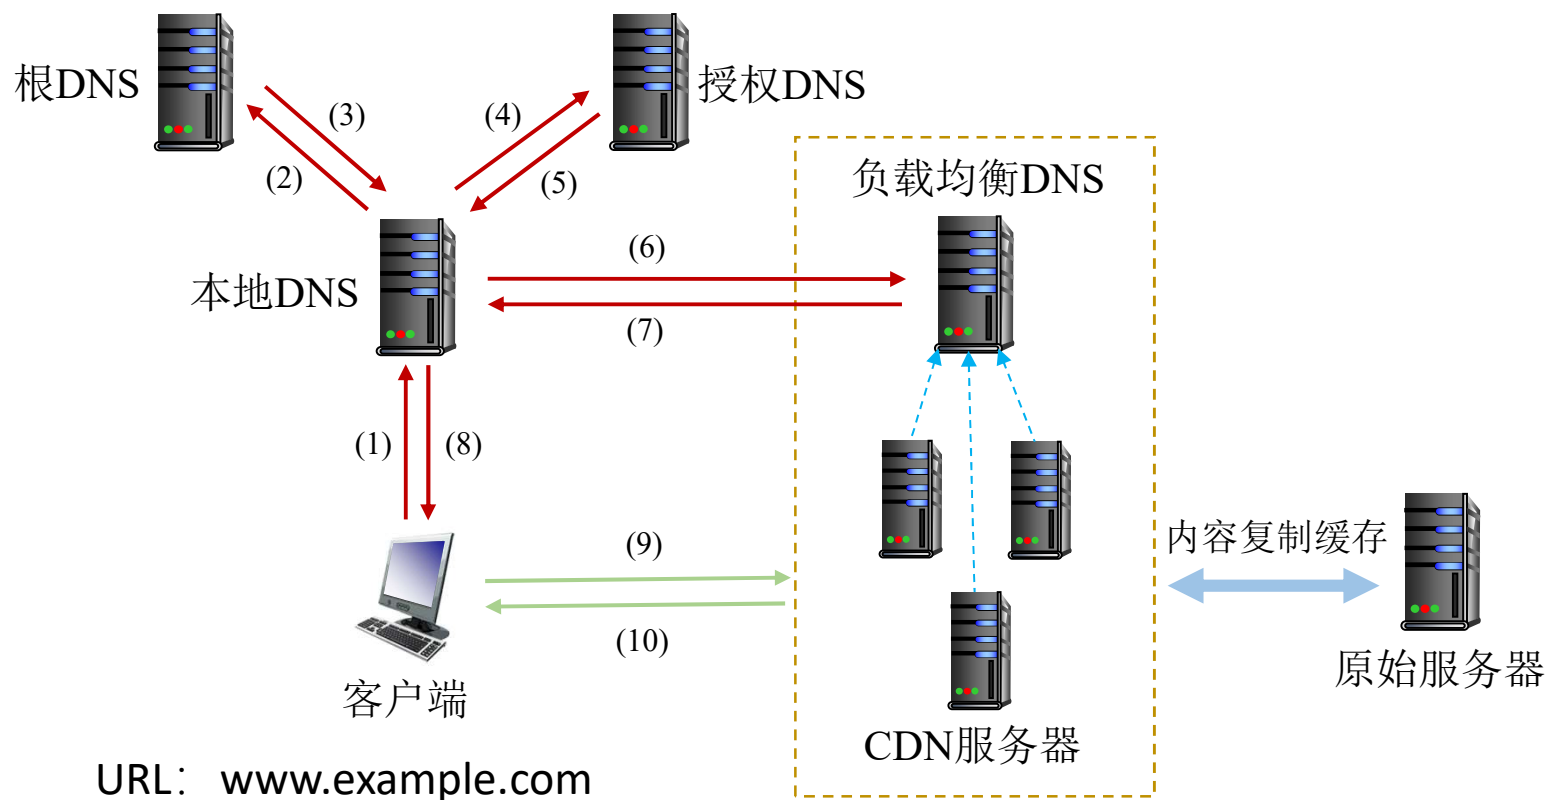 根DNS
(3)
(2)
(4)
(5)
授权DNS
负载均衡DNS
本地DNS
(6)
(7)
(1)
(8)
(9)
(10)
客户端
CDN服务器
内容复制缓存
原始服务器
URL: www.example.com